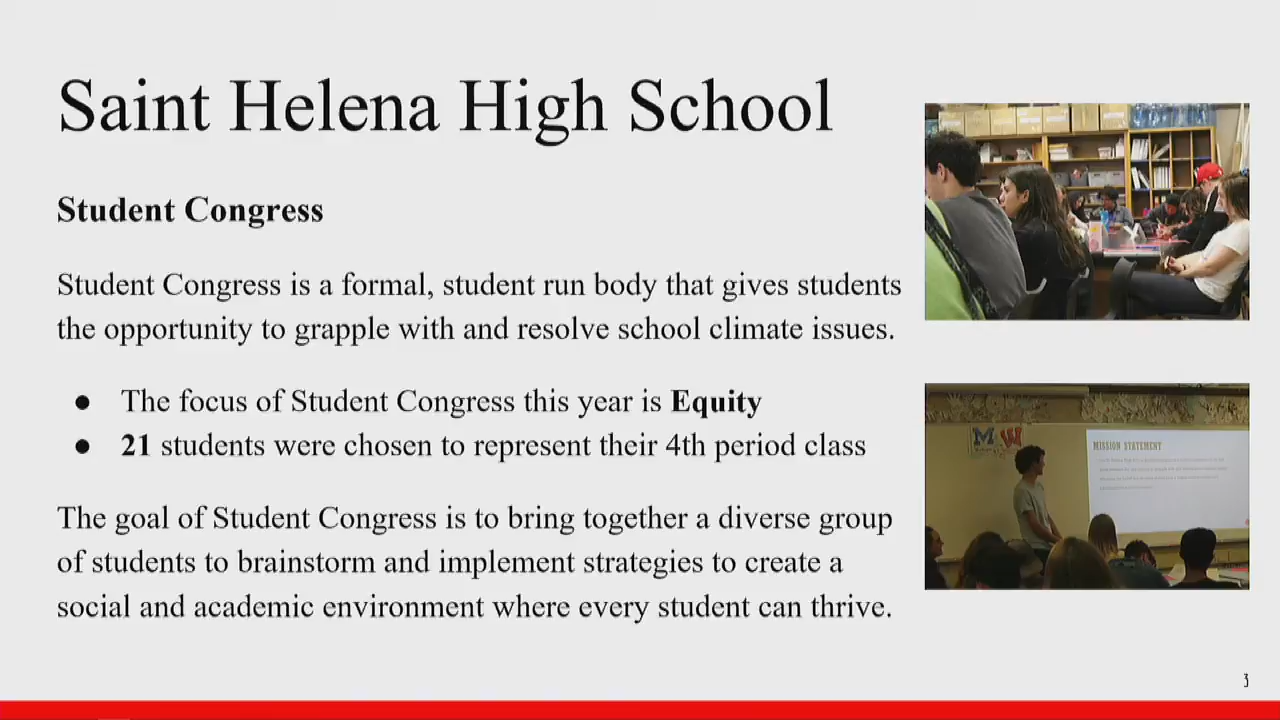 Saint Helena High School
Student Congress
Student Congress is a formal, student run body that gives students
the opportunity to grapple with and resolve school climate issues.
● The focus of Student Congress this year is Equity
● 21 students were chosen to represent their 4th period class
The goal of Student Congress is to bring together a diverse group
of students to brainstorm and implement strategies to create a
social and academic environment where every student can thrive.
M W
MISSION STATEMENT
3